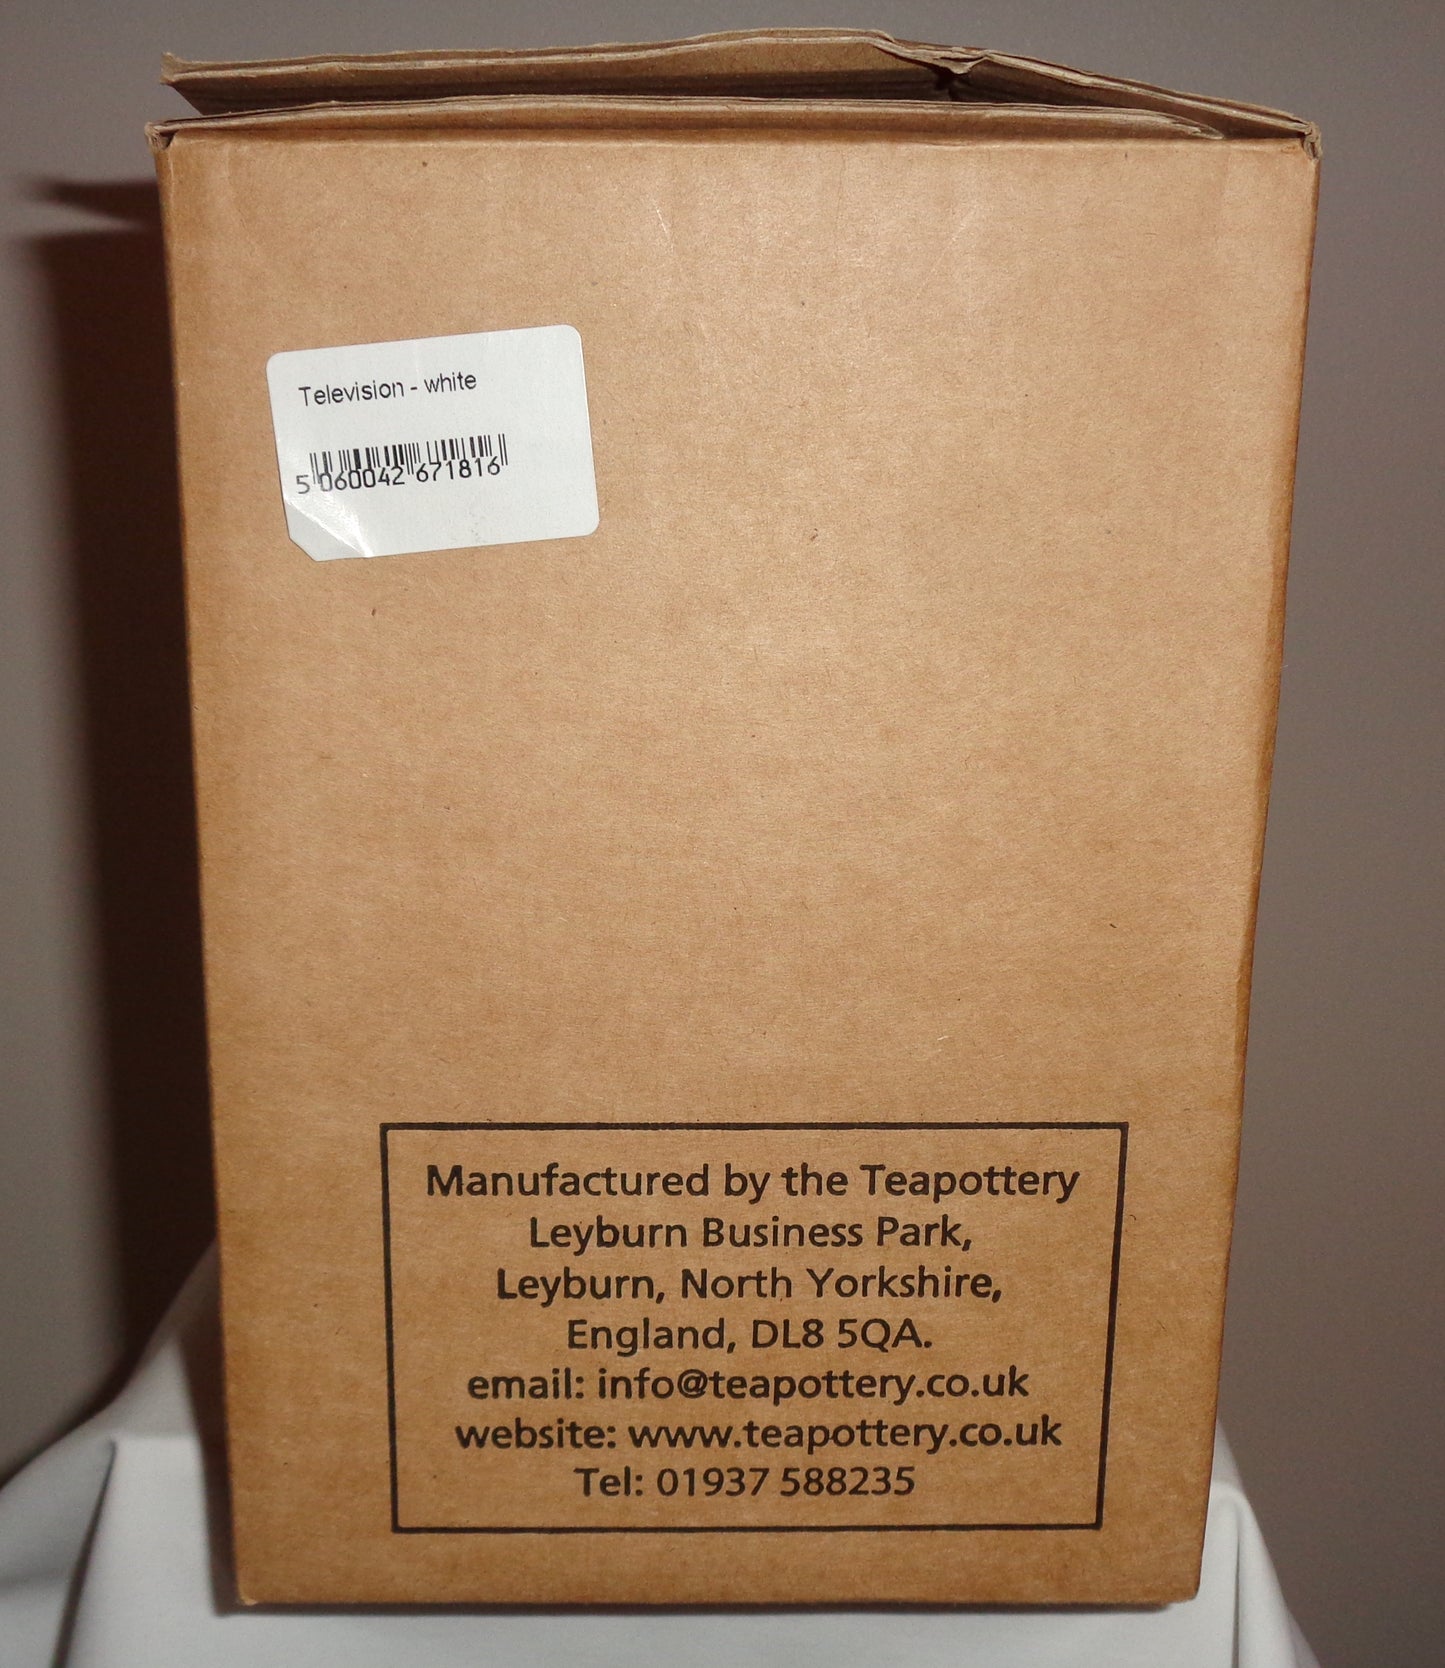 Television - white
5 060042 671816
Manufactured by the Teapottery
Leyburn Business Park,
Leyburn, North Yorkshire,
England, DL8 5QA.
email: info@teapottery.co.uk
website: www.teapottery.co.uk
Tel: 01937 588235